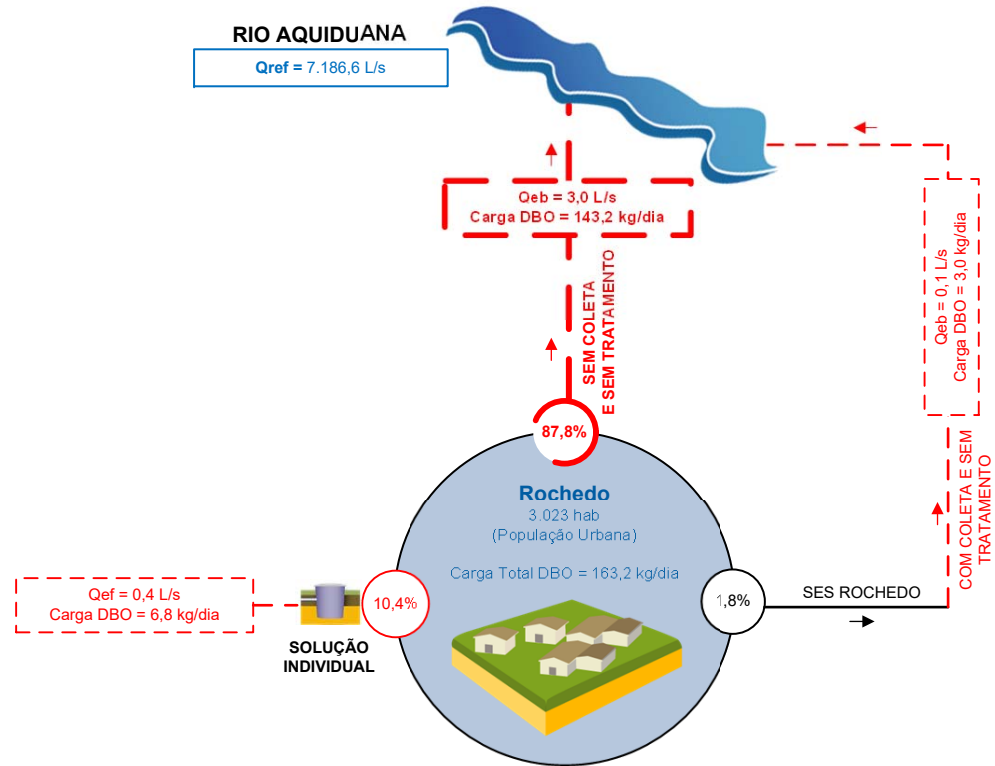 RIO AQUIDUANA
Qref = 7.186,6 L/s
Qeb = 3,0 L/s
Carga DBO = 143,2 kg/dia
SEM COLETA
E SEM TRATAMENTO
Qeb = 0,1 L/s
Carga DBO = 3,0 kg/dia
COM COLETA E SEM
TRATAMENTO
87,8%
Rochedo
3.023 hab
(População Urbana)
Carga Total DBO = 163,2 kg/dia
Qef = 0,4 L/s
Carga DBO = 6,8 kg/dia
10,4%
SOLUÇÃO
INDIVIDUAL
1,8%
SES ROCHEDO